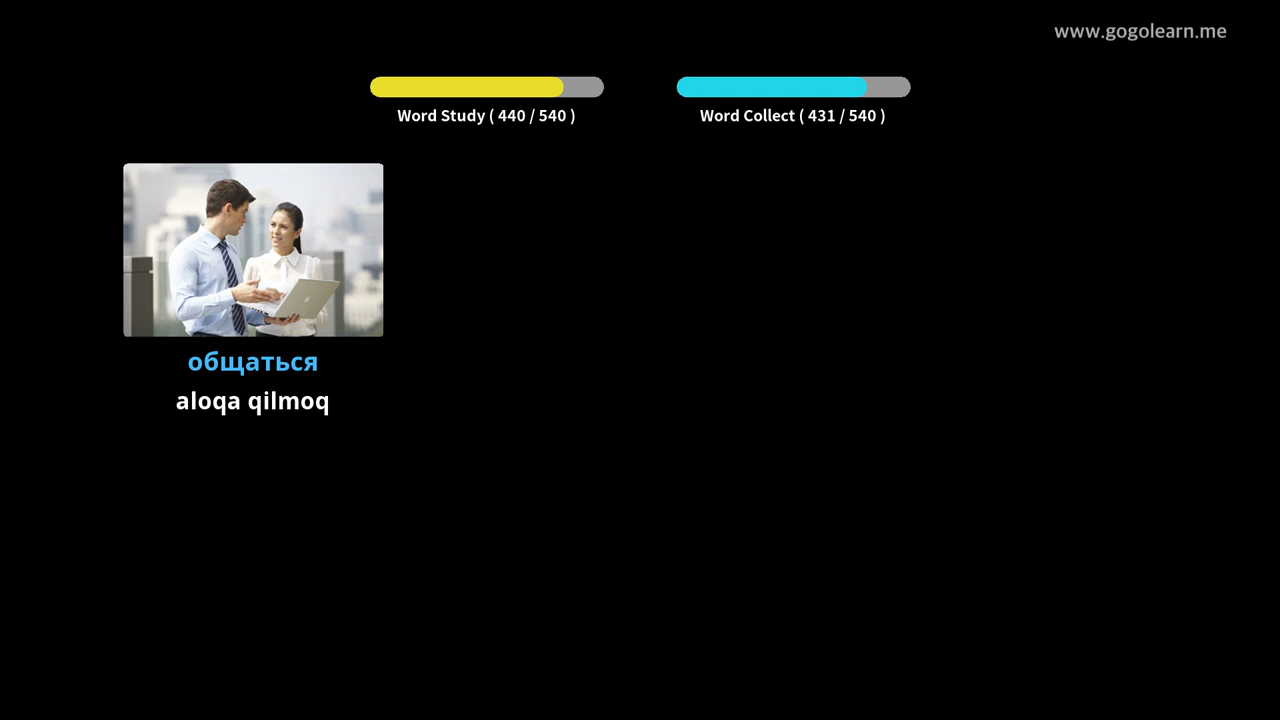 www.gogolearn.me
Word Study ( 440 / 540 )
Word Collect ( 431 / 540 )
общаться
aloqa qilmoq